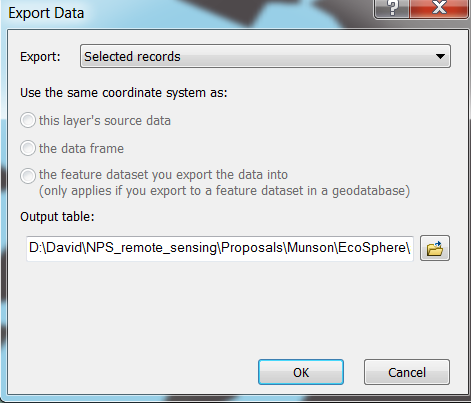 Export Data
?
Export: Selected records
Use the same coordinate system as:
this layer's source data
the data frame
the feature dataset you export the data into
(only applies if you export to a feature dataset in a geodatabase)
Output table:
D:\David\NPS_remote_sensing\Proposals\Munson\EcoSphere\
OK Cancel